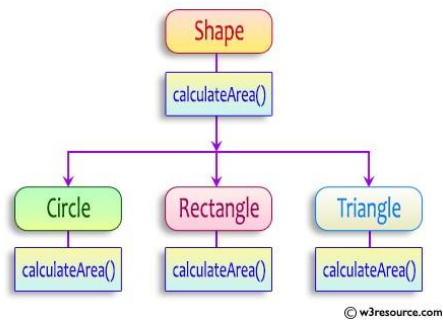 Shape
calculateArea()
Circle
Rectangle
Triangle
calculateArea()
calculateArea()
calculateArea()
© w3resource.com